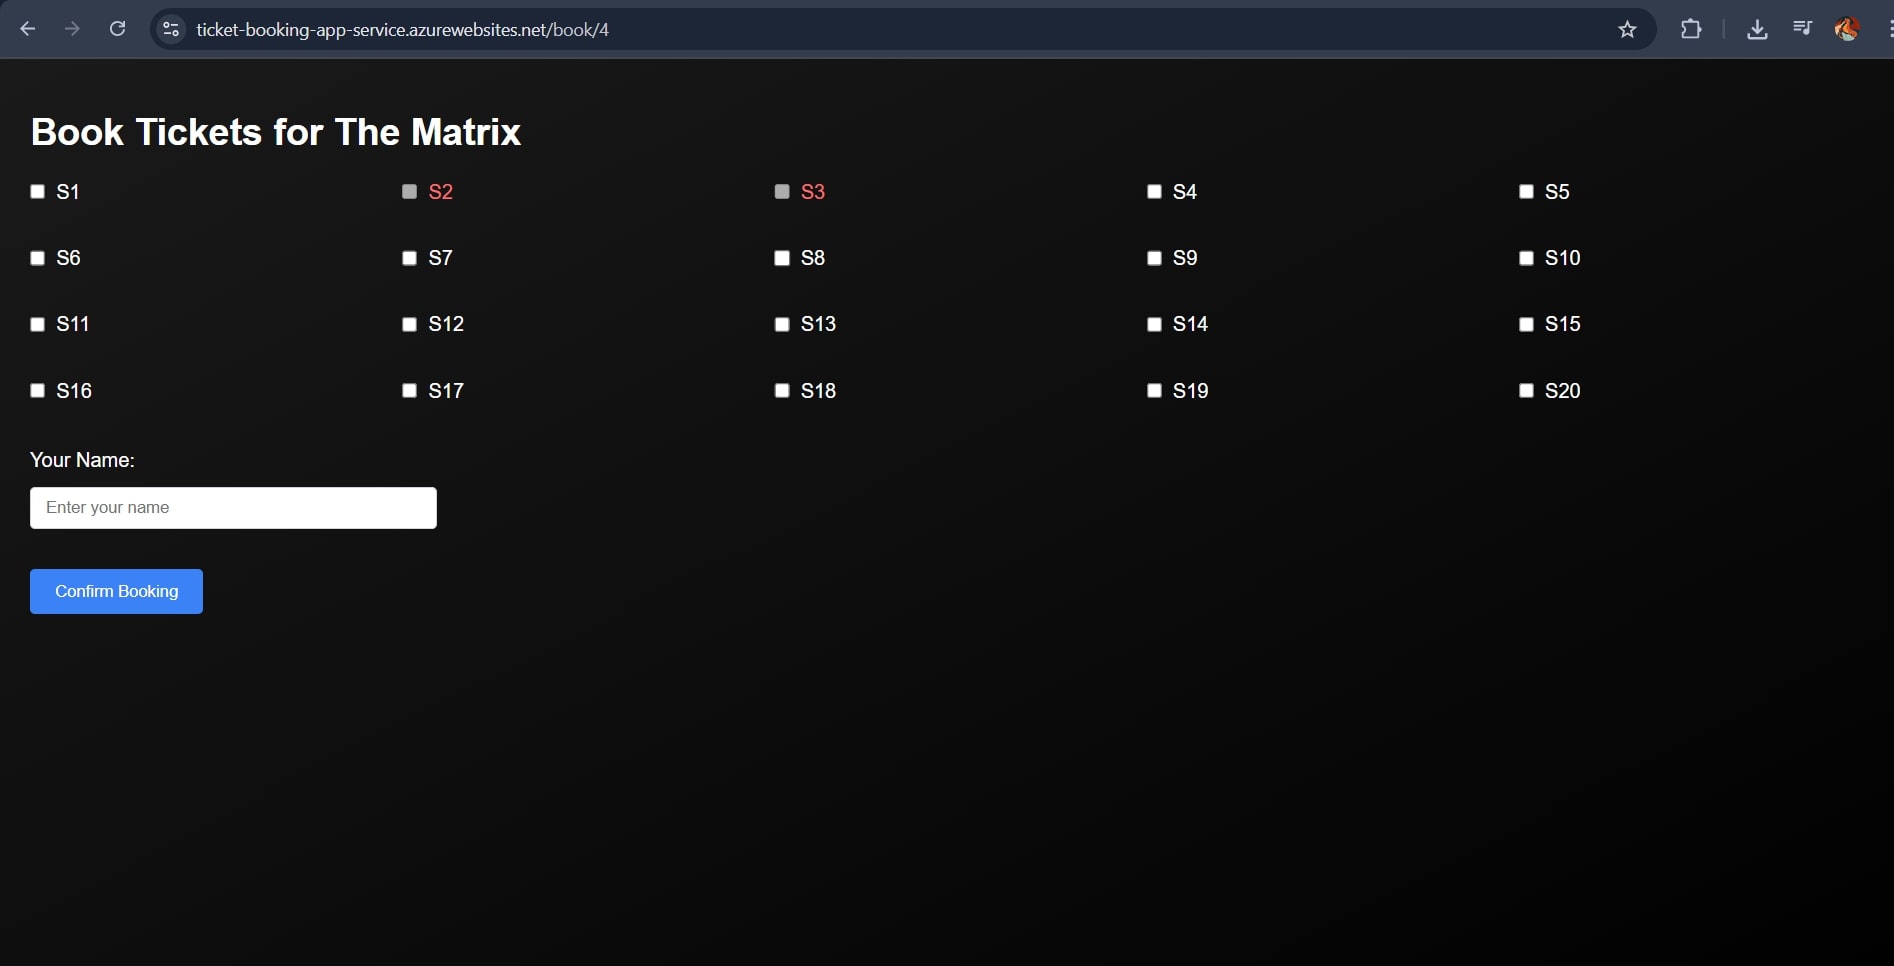 ticket-booking-app-service.azurewebsites.net/book/4
Book Tickets for The Matrix
S1 S2 S3 S4 S5
S6 S7 S8 S9 S10
S11 S12 S13 S14 S15
S16 S17 S18 S19 S20
Your Name:
Enter your name
Confirm Booking